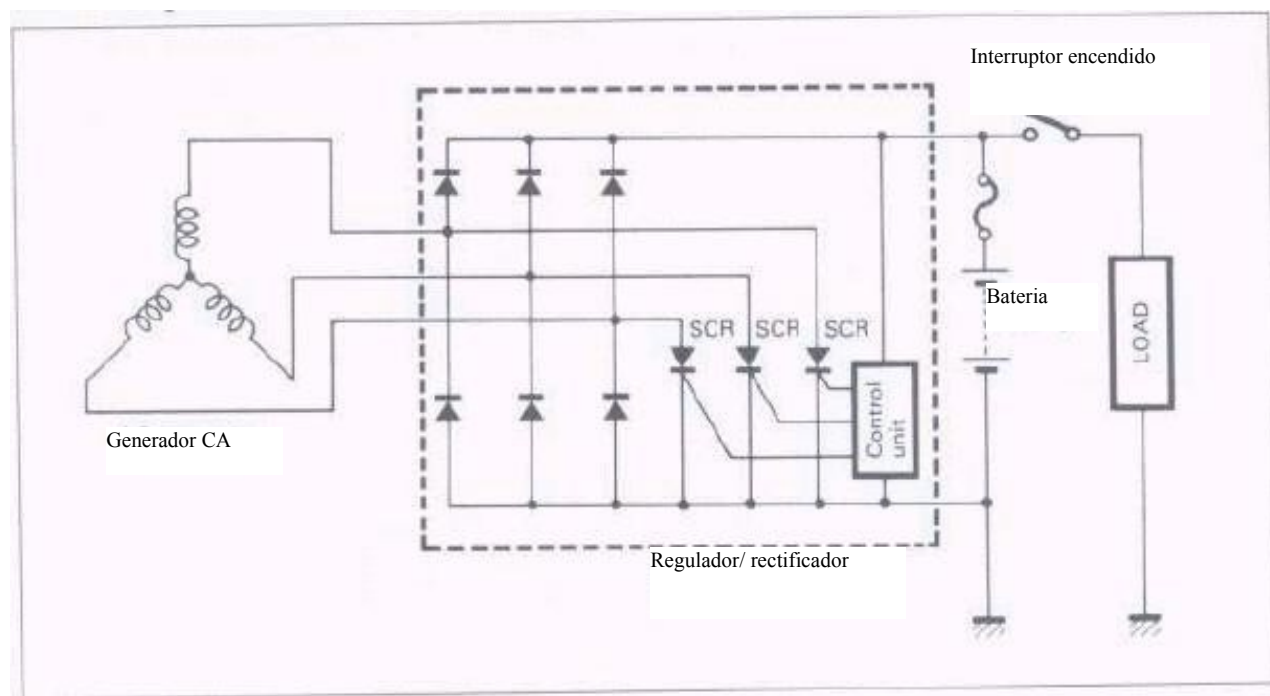 Interruptor encendido
SCR SCR SCR
Bateria
LOAD
Control
unit
Generador CA
Regulador/ rectificador